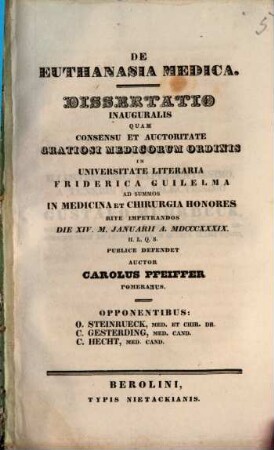 5
DE
EUTHANASIA MEDICA.
DISSERTATIO
INAUGURALIS
QUAM
CONSENSU ET AUCTORITATE
GRATIOSI MEDICORUM ORDINIS
IN
UNIVERSITATE LITERARIA
FRIDERICA GUILELMA
AD SUMMOS
IN MEDICINA ET CHIRURGIA HONORES
RITE IMPETRANDOS
DIE XIV. M. JANUARII A. MDCCCXXXIX.
H. L. Q. S.
PUBLICE DEFENDET
AUCTOR
CAROLUS PFEIFFER
POMERANUS.
OPPONENTIBUS:
O. STEINRUECK, MED. ET CHIR. DR.
C. GESTERDING, MED. CAND.
C. HECHT, MED. CAND.
BEROLINI,
TYPIS NIETACKIANIS.